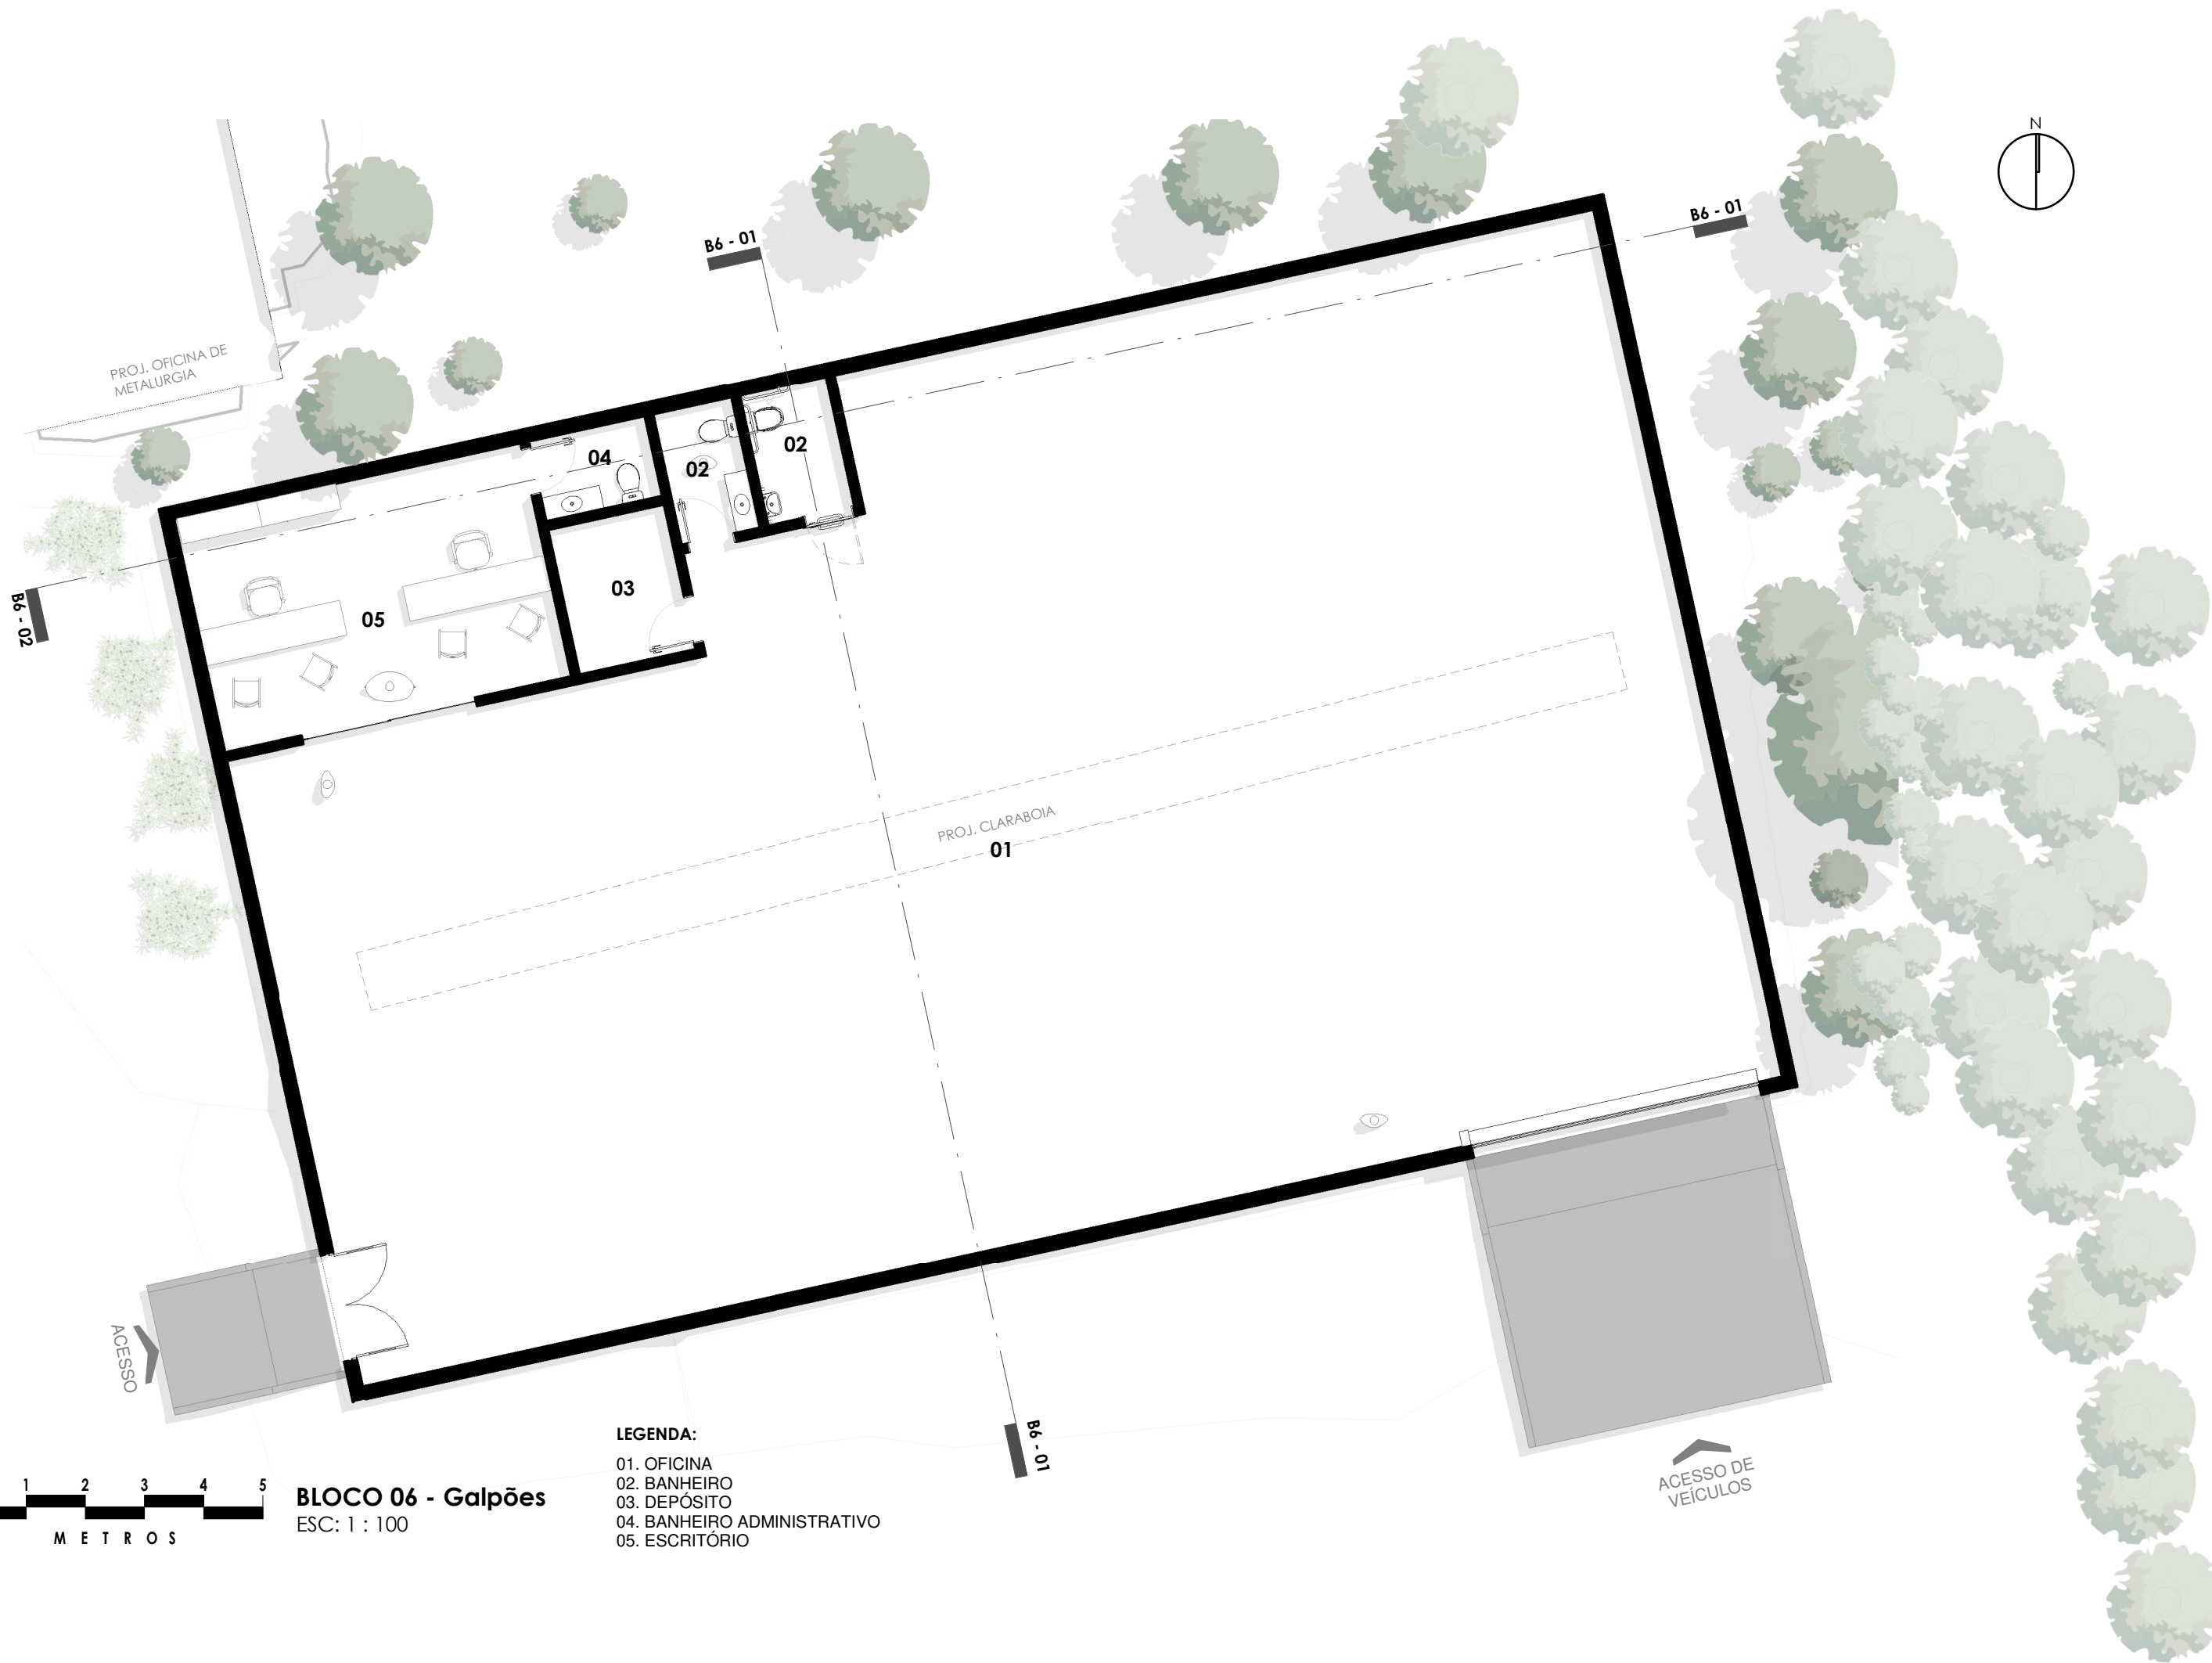 N
B6 - 01
B6 - 01
PROJ. OFICINA DE
METALURGIA
04
02
02
B6 - 02
05
03
PROJ. CLARABOIA
01
ACESSO
B6 - 01
ACESSO DE
VEÍCULOS
1 2 3 4 5
METROS
BLOCO 06 - Galpões
ESC: 1 : 100
LEGENDA:
01. OFICINA
02. BANHEIRO
03. DEPÓSITO
04. BANHEIRO ADMINISTRATIVO
05. ESCRITÓRIO